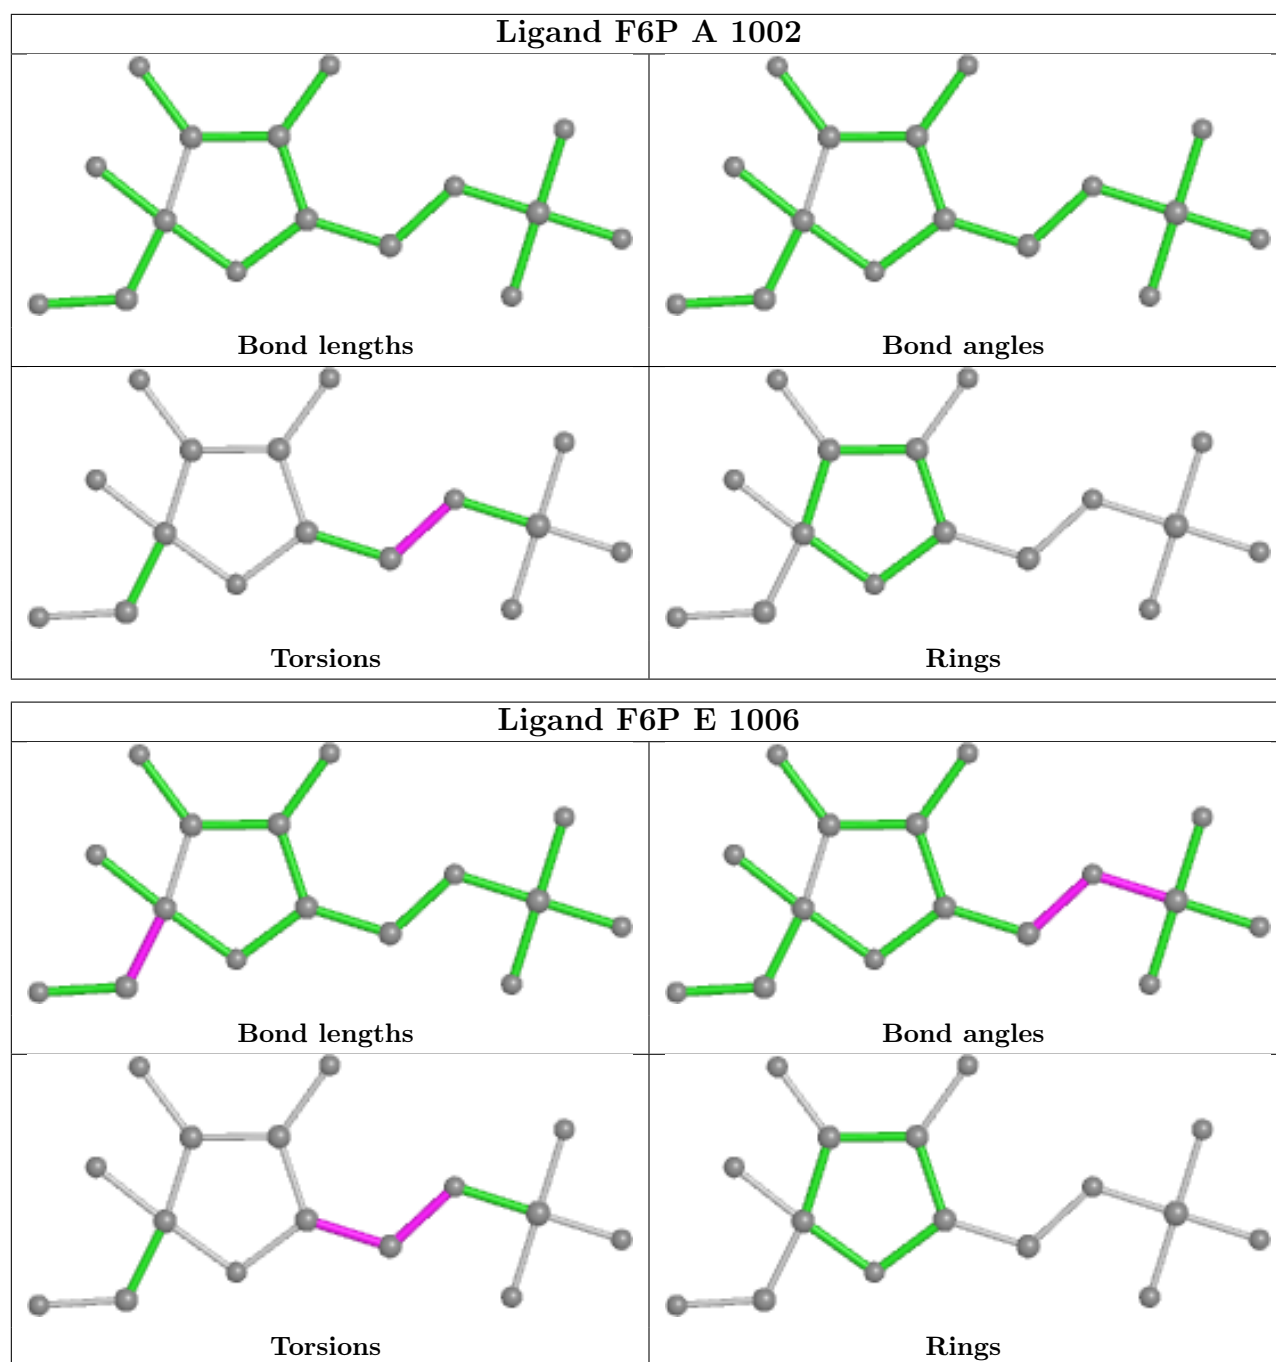 Ligand F6P A 1002
Bond lengths
Bond angles
Torsions
Rings
Ligand F6P E 1006
Bond lengths
Bond angles
Torsions
Rings